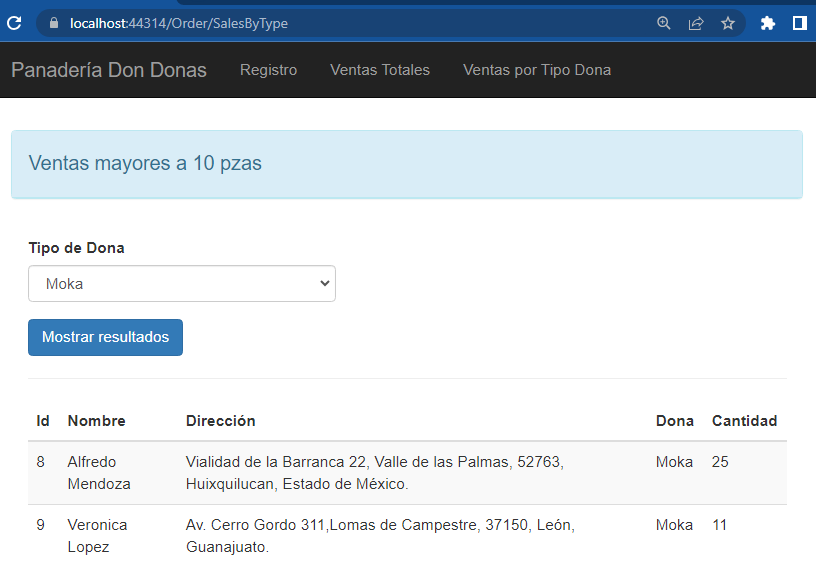 localhost:44314/Order/SalesByType
Panadería Don Donas Registro Ventas Totales Ventas por Tipo Dona
Ventas mayores a 10 pzas
Tipo de Dona
Moka
Mostrar resultados
Id Nombre Dirección Dona Cantidad
8 Alfredo Vialidad de la Barranca 22, Valle de las Palmas, 52763, Moka 25
Mendoza Huixquilucan, Estado de México.
9 Veronica Av. Cerro Gordo 311,Lomas de Campestre, 37150, León, Moka 11
Lopez Guanajuato.